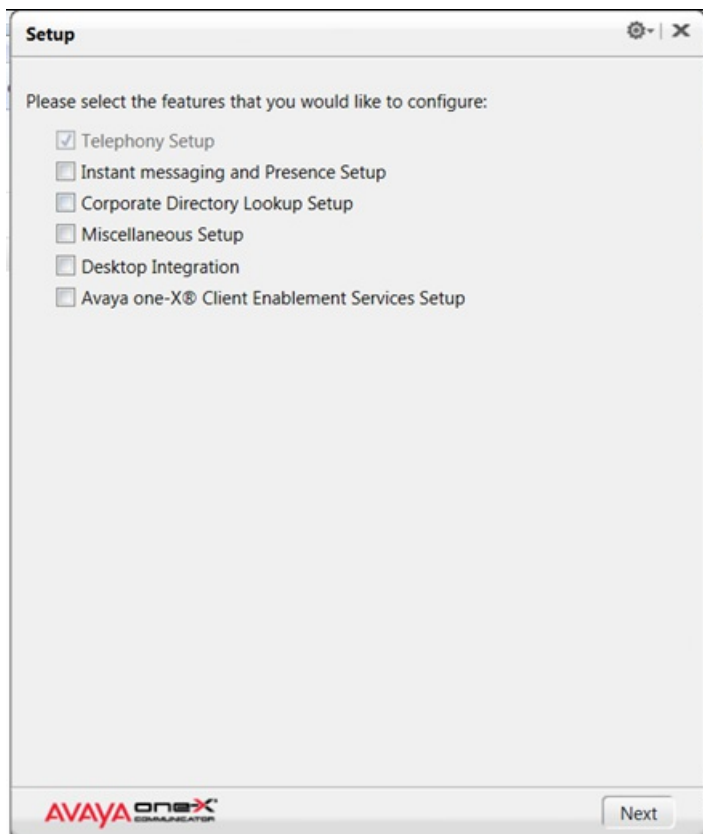 Setup
Please select the features that you would like to configure:
Telephony Setup
Instant messaging and Presence Setup
Corporate Directory Lookup Setup
Miscellaneous Setup
Desktop Integration
Avaya one-X® Client Enablement Services Setup
AVAYA one-X®
COMMUNICATOR
Next